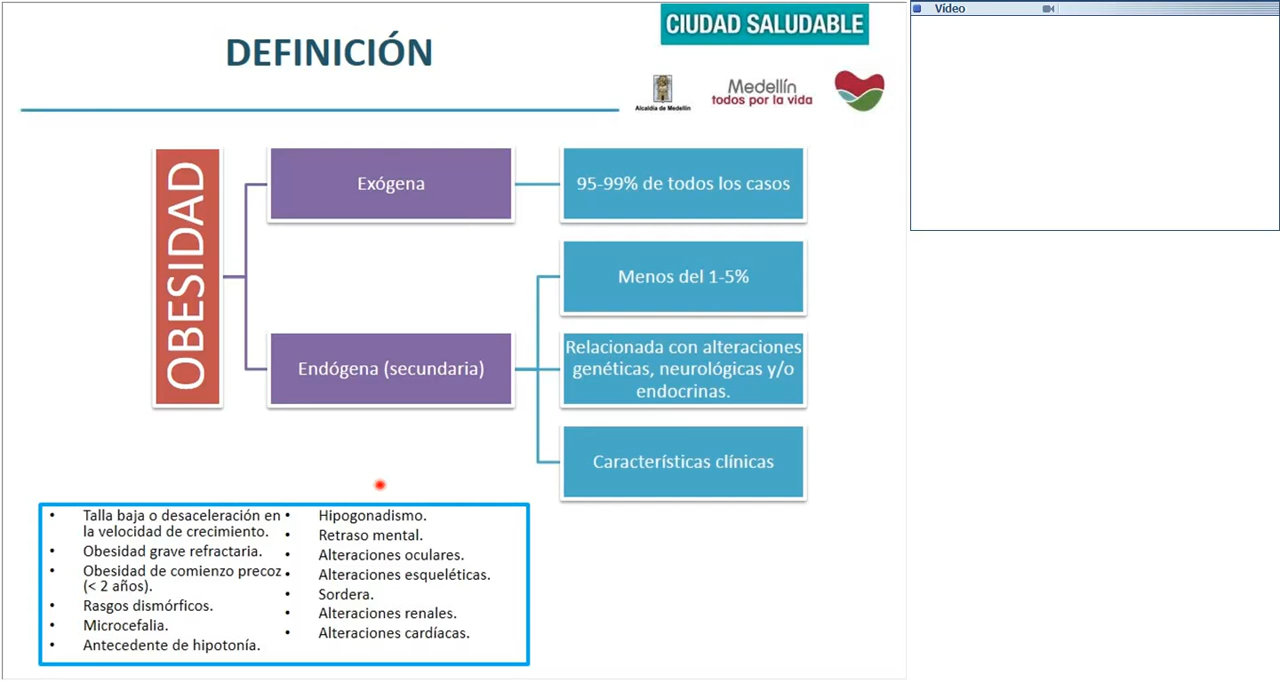 DEFINICIÓN
CIUDAD SALUDABLE
Alcaldía de Medellín
Medellín
todos por la vida
Vídeo
OBESIDAD
Exógena
95-99% de todos los casos
Endógena (secundaria)
Menos del 1-5%
Relacionada con alteraciones
genéticas, neurológicas y/o
endocrinas.
Características clínicas
• Talla baja o desaceleración en
la velocidad de crecimiento.
• Obesidad grave refractaria.
• Obesidad de comienzo precoz
(< 2 años).
• Rasgos dismórficos.
• Microcefalia.
• Antecedente de hipotonía.
• Hipogonadismo.
• Retraso mental.
• Alteraciones oculares.
• Alteraciones esqueléticas.
• Sordera.
• Alteraciones renales.
• Alteraciones cardíacas.